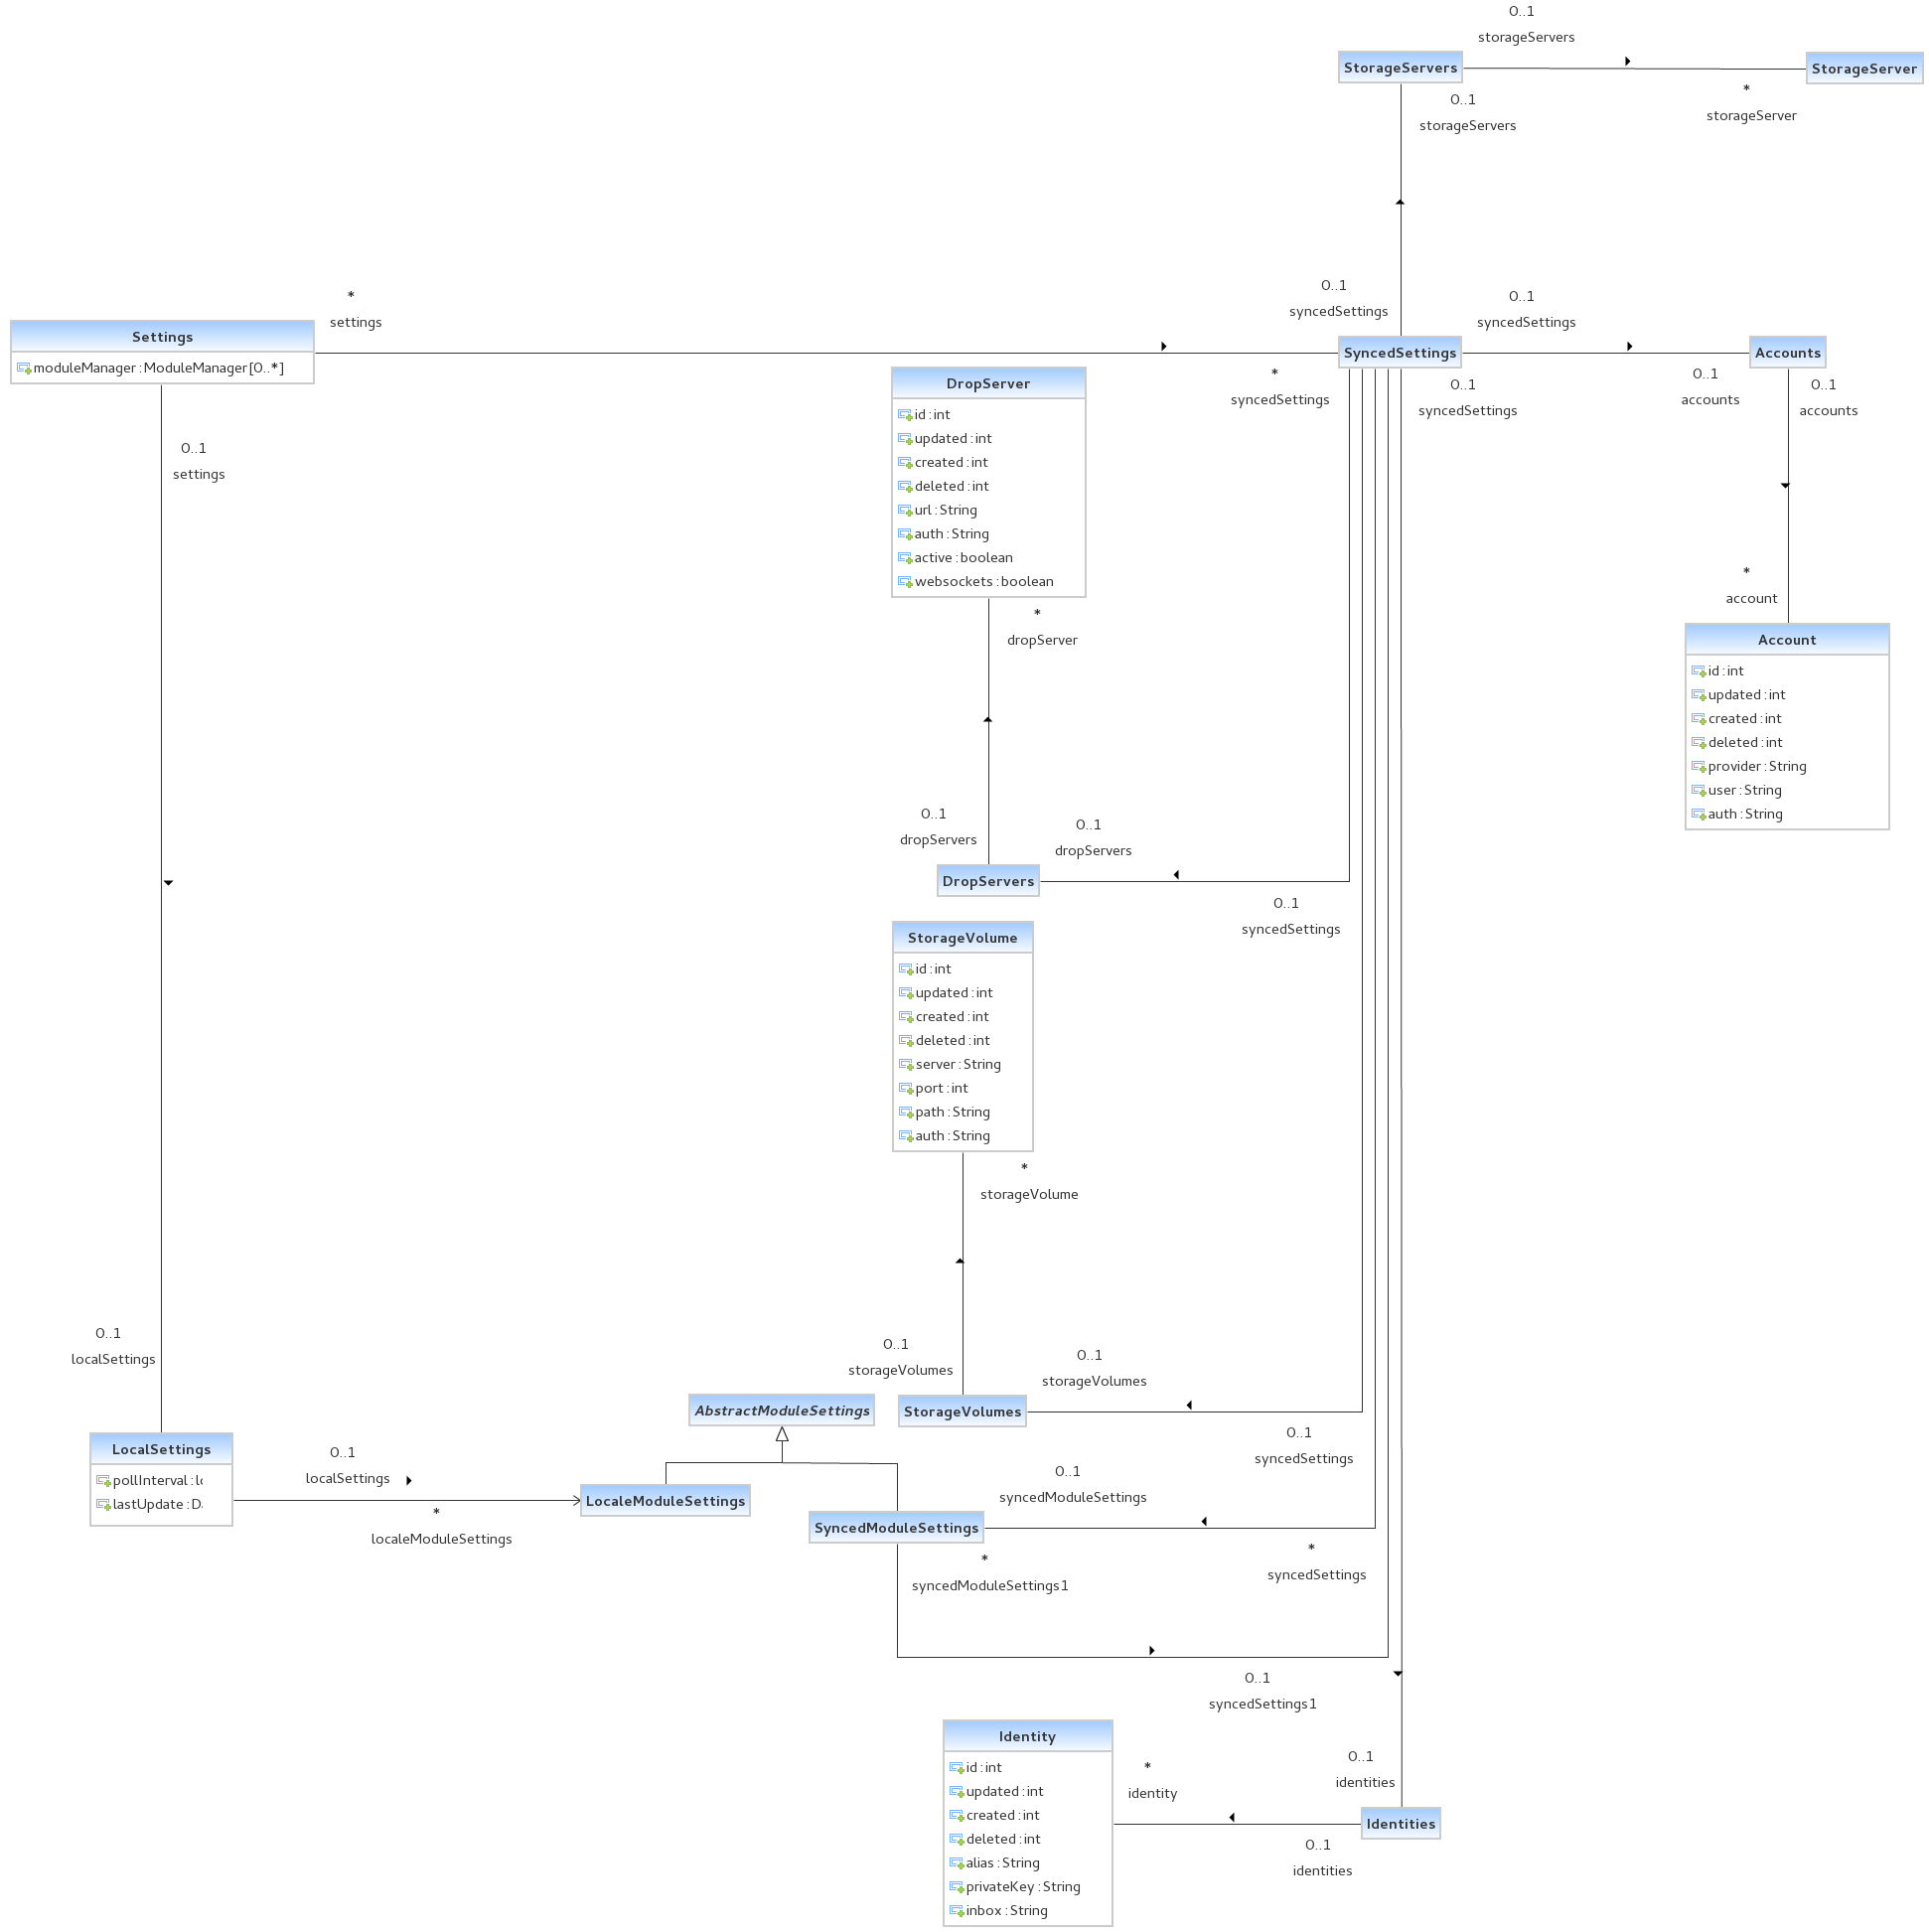 0..1
storageServers
StorageServers
StorageServer
0..1
storageServers
*
storageServer
0..1
syncedSettings
0..1
syncedSettings
*
settings
Settings
moduleManager : ModuleManager [0..*]
SyncedSettings
Accounts
*
syncedSettings
0..1
syncedSettings
0..1
accounts
0..1
accounts
DropServer
id : int
updated : int
created : int
deleted : int
url : String
auth : String
active : boolean
websockets : boolean
0..1
settings
*
account
Account
id : int
updated : int
created : int
deleted : int
provider : String
user : String
auth : String
*
dropServer
0..1
dropServers
0..1
dropServers
DropServers
0..1
syncedSettings
StorageVolume
id : int
updated : int
created : int
deleted : int
server : String
port : int
path : String
auth : String
*
storageVolume
0..1
localSettings
0..1
storageVolumes
0..1
storageVolumes
AbstractModuleSettings
StorageVolumes
0..1
syncedSettings
LocalSettings
pollInterval :
lastUpdate :
0..1
localSettings
*
localeModuleSettings
LocaleModuleSettings
0..1
syncedModuleSettings
SyncedModuleSettings
*
syncedModuleSettings1
*
syncedSettings
0..1
syncedSettings1
Identity
id : int
updated : int
created : int
deleted : int
alias : String
privateKey : String
inbox : String
*
identity
0..1
identities
Identities
0..1
identities